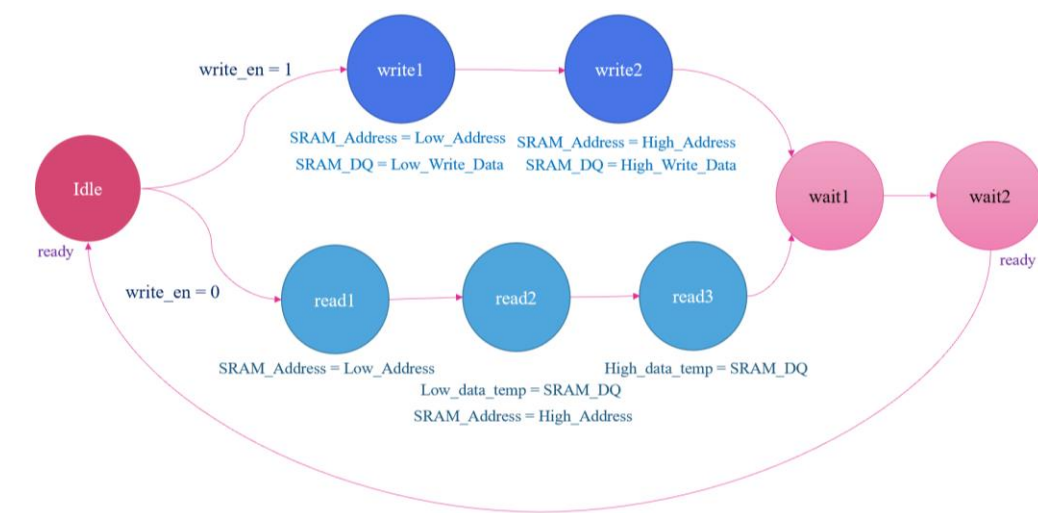 write_en = 1
write1
write2
SRAM_Address = Low_Address
SRAM_DQ = Low_Write_Data
SRAM_Address = High_Address
SRAM_DQ = High_Write_Data
Idle
ready
wait1
wait2
ready
write_en = 0
read1
read2
read3
SRAM_Address = Low_Address
Low_data_temp = SRAM_DQ
SRAM_Address = High_Address
High_data_temp = SRAM_DQ